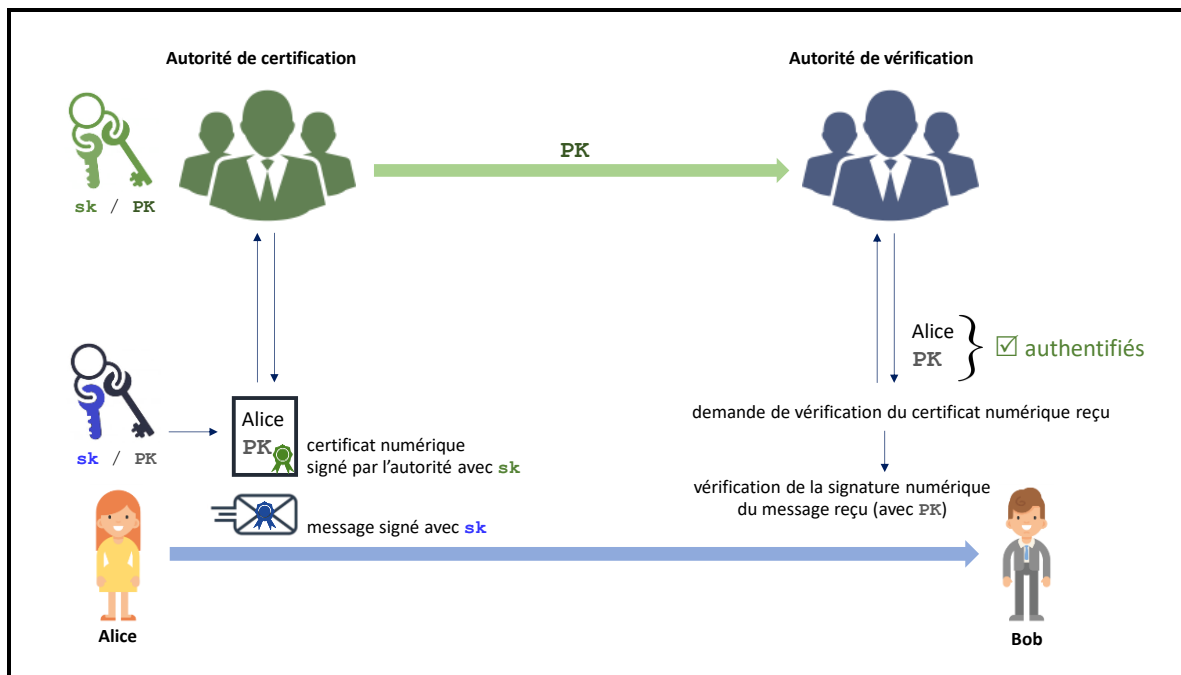 Autorité de certification
Autorité de vérification
PK
sk / PK
Alice
PK
authentifiés
demande de vérification du certificat numérique reçu
Alice
PK
certificat numérique
signé par l’autorité avec sk
sk / PK
vérification de la signature numérique
du message reçu (avec PK)
message signé avec sk
Alice
Bob